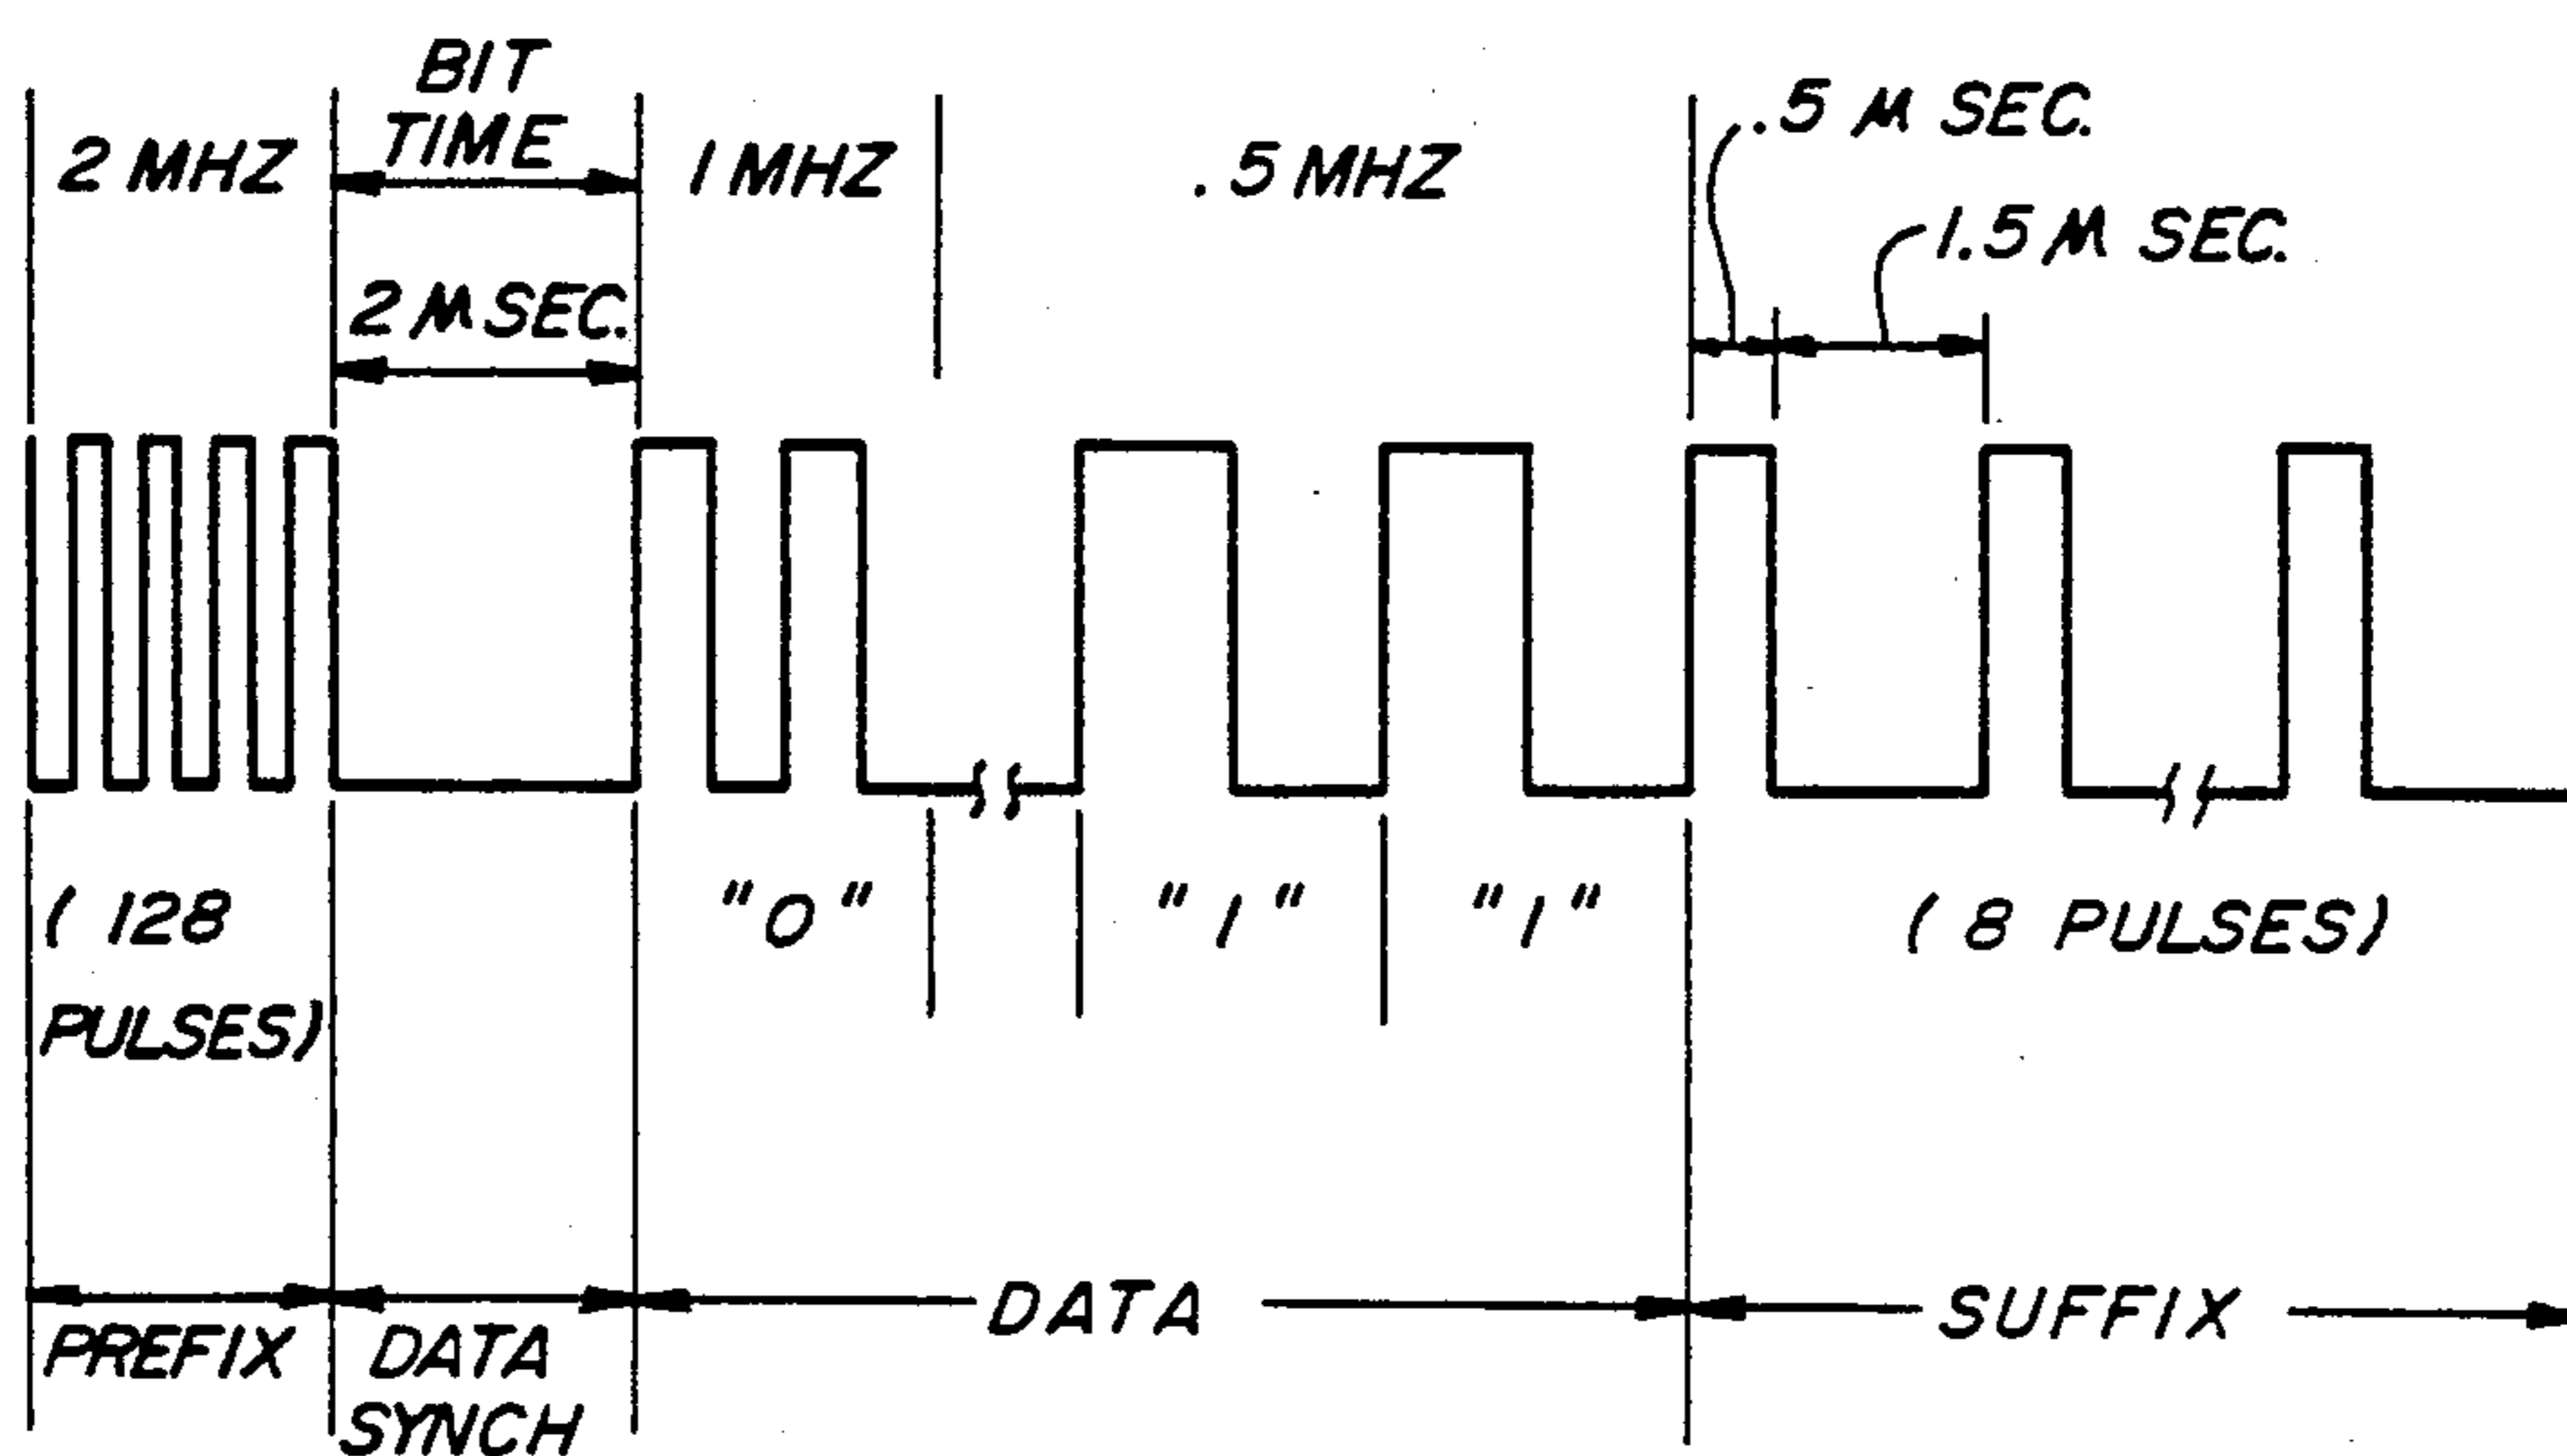 BIT
TIME
2 MHZ
1 MHZ
.5 MHZ
.5 μ SEC.
1.5 μ SEC.
2 μ SEC.
"0"
"1"
"1"
( 128
PULSES)
( 8 PULSES)
PREFIX
DATA
SYNCH
DATA
SUFFIX